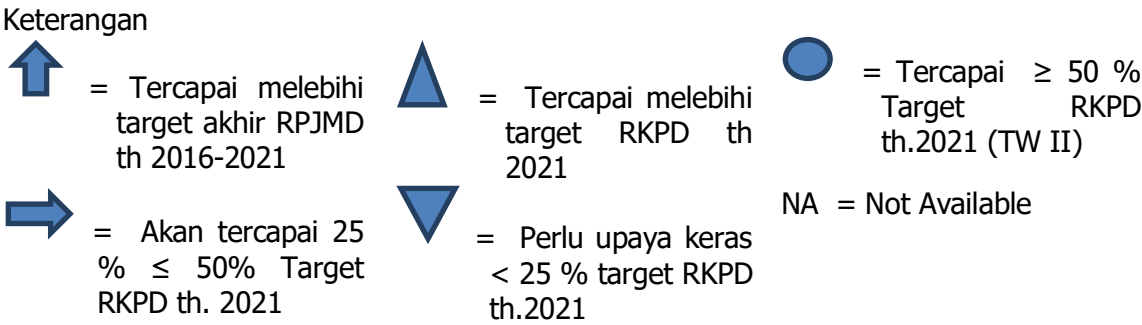 Keterangan
= Tercapai melebihi
target akhir RPJMD
th 2016-2021
= Tercapai melebihi
target RKPD th
2021
= Tercapai ≥ 50 %
Target RKPD
th.2021 (TW II)
= Akan tercapai 25
% ≤ 50% Target
RKPD th. 2021
= Perlu upaya keras
< 25 % target RKPD
th.2021
NA = Not Available